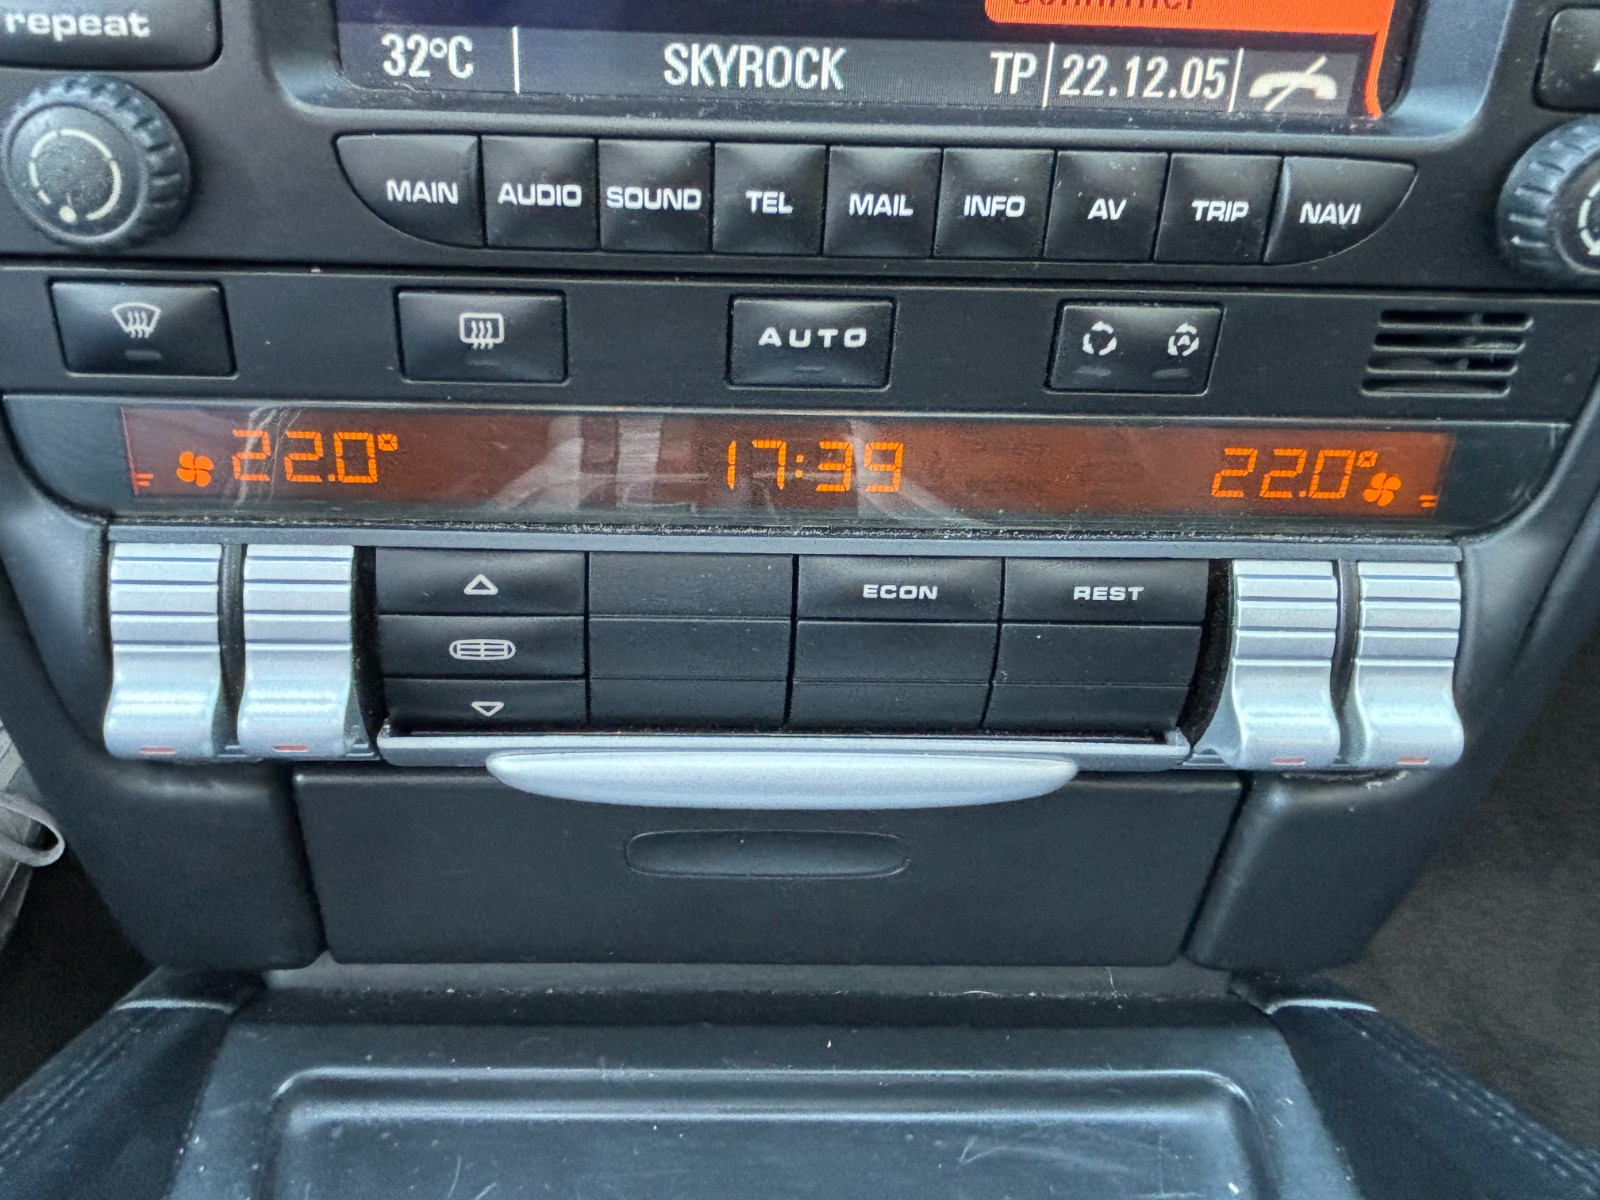 repeat
32°C SKYROCK TP 22.12.05
MAIN AUDIO SOUND TEL MAIL INFO AV TRIP NAVI
AUTO A
22.0° 17:39 22.0°
ECON REST